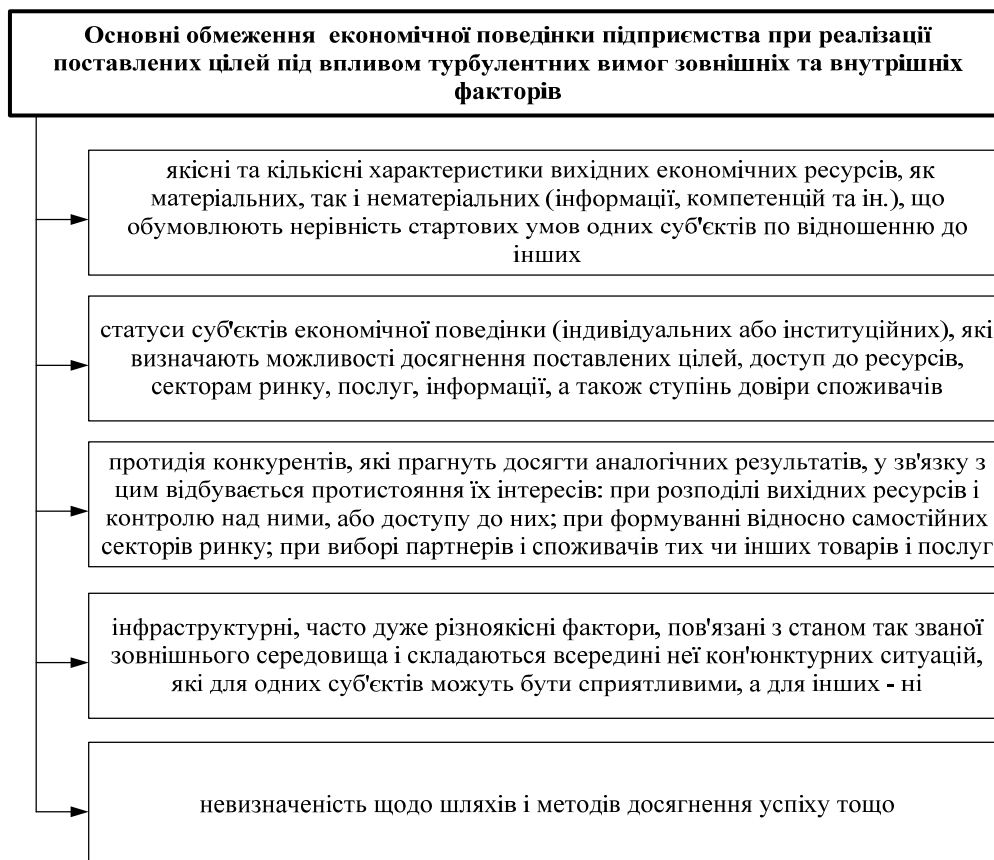 Основні обмеження економічної поведінки підприємства при реалізації
поставлених цілей під впливом турбулентних вимог зовнішніх та внутрішніх
факторів
якісні та кількісні характеристики вихідних економічних ресурсів, як
матеріальних, так і нематеріальних (інформації, компетенцій та ін.), що
обумовлюють нерівність стартових умов одних суб'єктів по відношенню до
інших
статуси суб'єктів економічної поведінки (індивідуальних або інституційних), які
визначають можливості досягнення поставлених цілей, доступ до ресурсів,
секторам ринку, послуг, інформації, а також ступінь довіри споживачів
протидія конкурентів, які прагнуть досягти аналогічних результатів, у зв'язку з
цим відбувається протистояння їх інтересів: при розподілі вихідних ресурсів і
контролю над ними, або доступу до них; при формуванні відносно самостійних
секторів ринку; при виборі партнерів і споживачів тих чи інших товарів і послуг
інфраструктурні, часто дуже різноякісні фактори, пов'язані з станом так званої
зовнішнього середовища і складаються всередині неї кон'юнктурних ситуацій,
які для одних суб'єктів можуть бути сприятливими, а для інших - ні
невизначеність щодо шляхів і методів досягнення успіху тощо